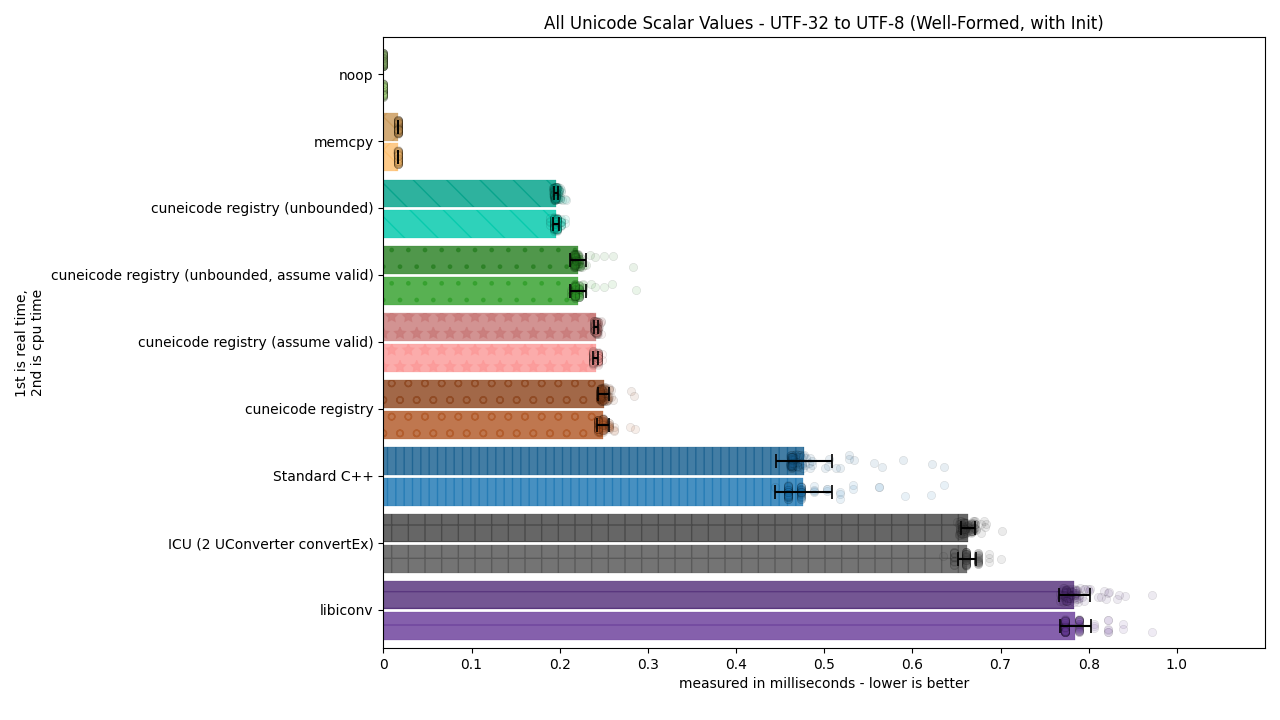 All Unicode Scalar Values - UTF-32 to UTF-8 (Well-Formed, with Init)
noop
memcpy
cuneicode registry (unbounded)
cuneicode registry (unbounded, assume valid)
cuneicode registry (assume valid)
cuneicode registry
Standard C++
ICU (2 UConverter convertEx)
libiconv
1st is real time,
2nd is cpu time
0 0.1 0.2 0.3 0.4 0.5 0.6 0.7 0.8 1.0
measured in milliseconds - lower is better